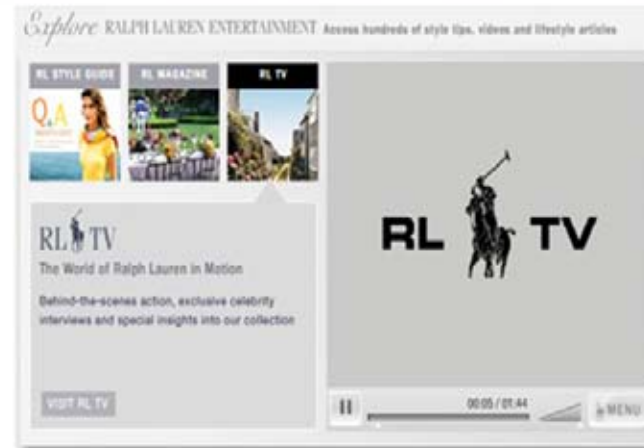 Explore RALPH LAUREN ENTERTAINMENT Access hundreds of style tips, videos and lifestyle articles
RL STYLE GUIDE
RL MAGAZINE
RL TV
Q&A
RL TV
The World of Ralph Lauren in Motion
Behind-the-scenes action, exclusive celebrity
interviews and special insights into our collection
VISIT RL TV
RL TV
00:05 / 01:44
MENU